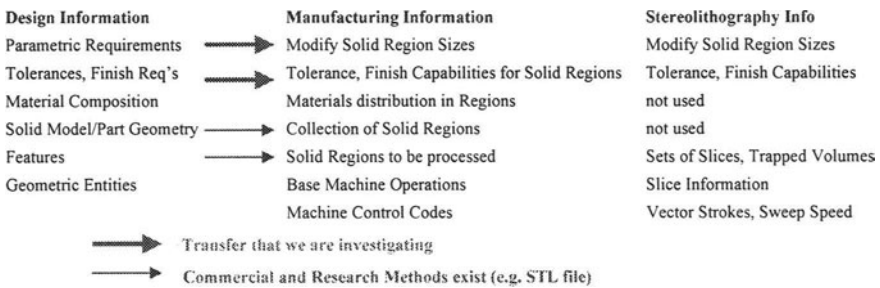 Design Information Manufacturing Information Stereolithography Info
Parametric Requirements Modify Solid Region Sizes Modify Solid Region Sizes
Tolerances, Finish Req's Tolerance, Finish Capabilities for Solid Regions Tolerance, Finish Capabilities
Material Composition Materials distribution in Regions not used
Solid Model/Part Geometry Collection of Solid Regions not used
Features Solid Regions to be processed Sets of Slices, Trapped Volumes
Geometric Entities Base Machine Operations Slice Information
Machine Control Codes Vector Strokes, Sweep Speed
Transfer that we are investigating
Commercial and Research Methods exist (e.g. STL file)